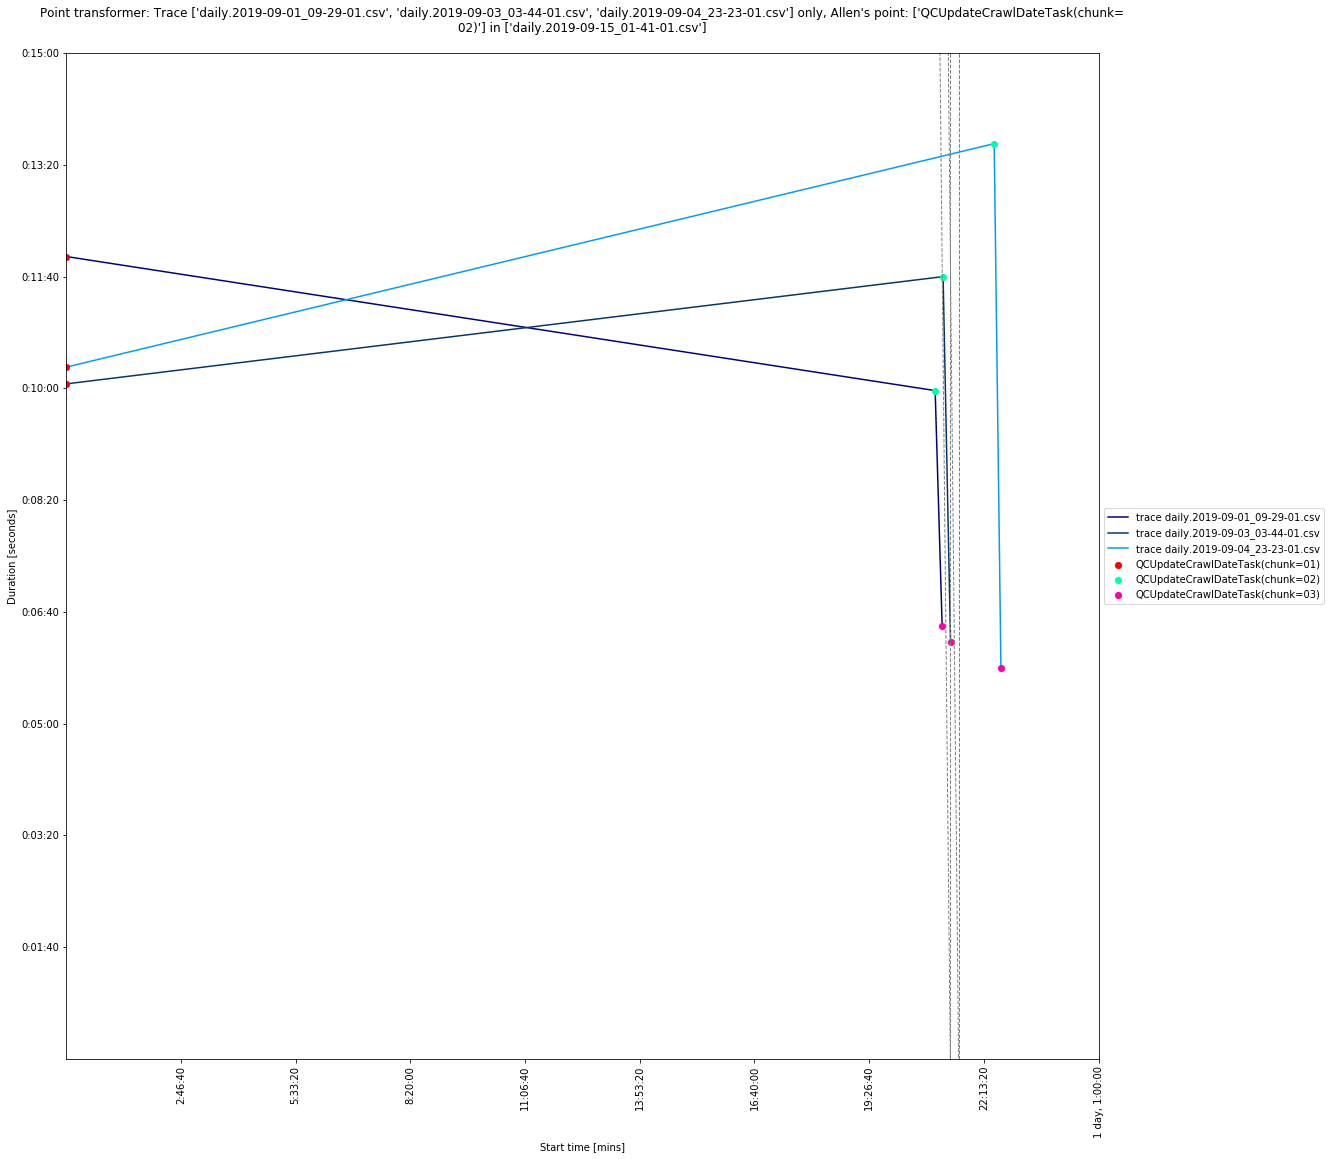 Point transformer: Trace ['daily.2019-09-01_09-29-01.csv', 'daily.2019-09-03_03-44-01.csv', 'daily.2019-09-04_23-23-01.csv'] only, Allen's point: ['QCUpdateCrawlDateTask(chunk=
02)'] in ['daily.2019-09-15_01-41-01.csv']
0:15:00
0:13:20
0:11:40
0:10:00
0:08:20
0:06:40
0:05:00
0:03:20
0:01:40
Duration [seconds]
2:46:40
5:33:20
8:20:00
11:06:40
13:53:20
16:40:00
19:26:40
22:13:20
1 day, 1:00:00
Start time [mins]
trace daily.2019-09-01_09-29-01.csv
trace daily.2019-09-03_03-44-01.csv
trace daily.2019-09-04_23-23-01.csv
QCUpdateCrawlDateTask(chunk=01)
QCUpdateCrawlDateTask(chunk=02)
QCUpdateCrawlDateTask(chunk=03)